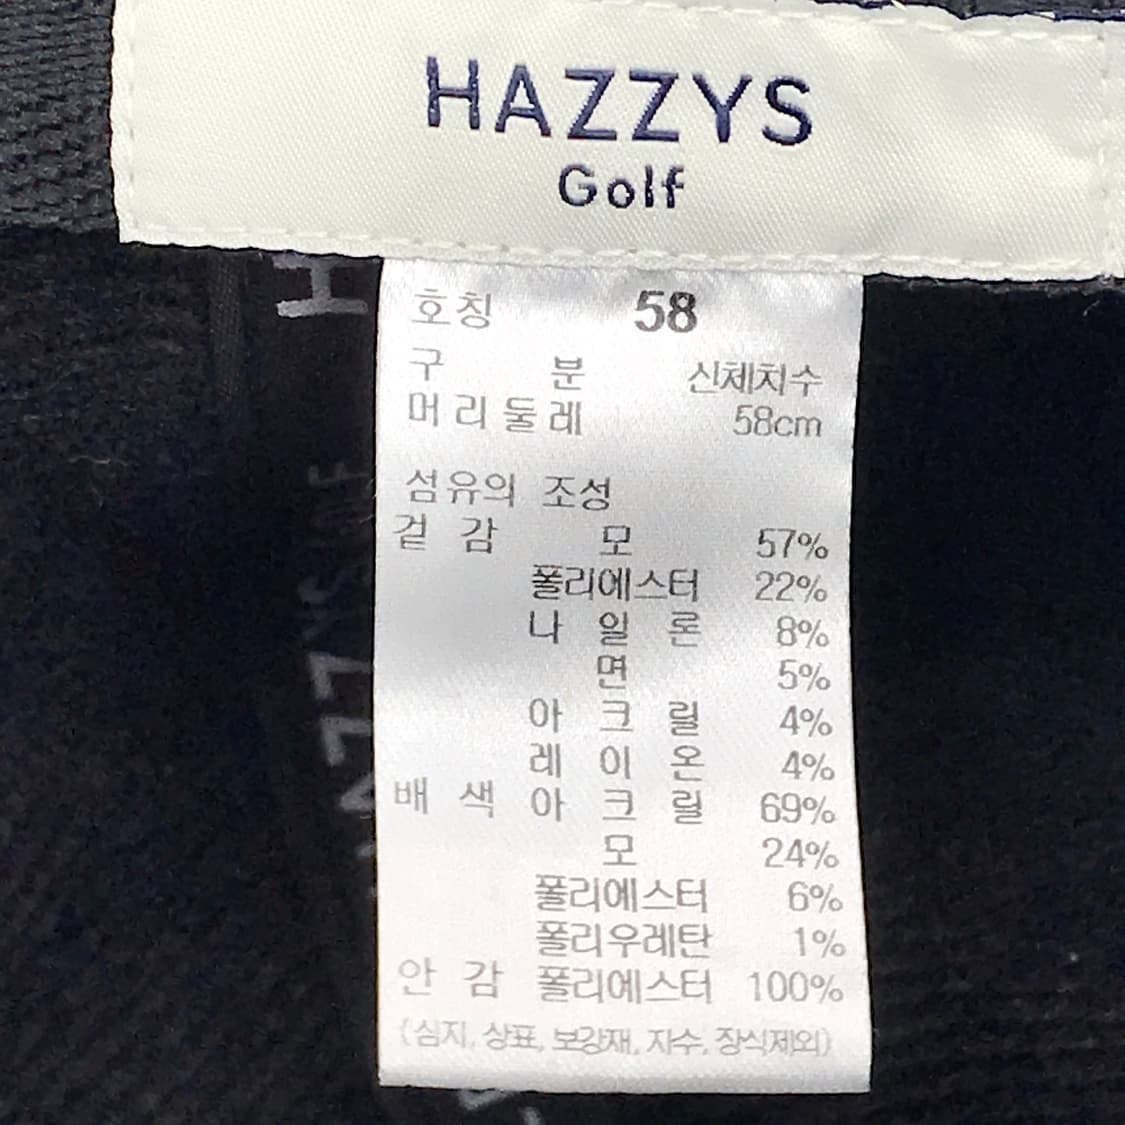 HAZZYS
Golf
호칭 58
구 분 신체치수
머리둘레 58cm
섬유의 조성
겉 감 모 57%
폴리에스터 22%
나 일 론 8%
면 5%
아 크 릴 4%
레 이 온 4%
배 색 아 크 릴 69%
모 24%
폴리에스터 6%
폴리우레탄 1%
안 감 폴리에스터 100%
(심지, 상표, 보강재, 자수, 장식제외)